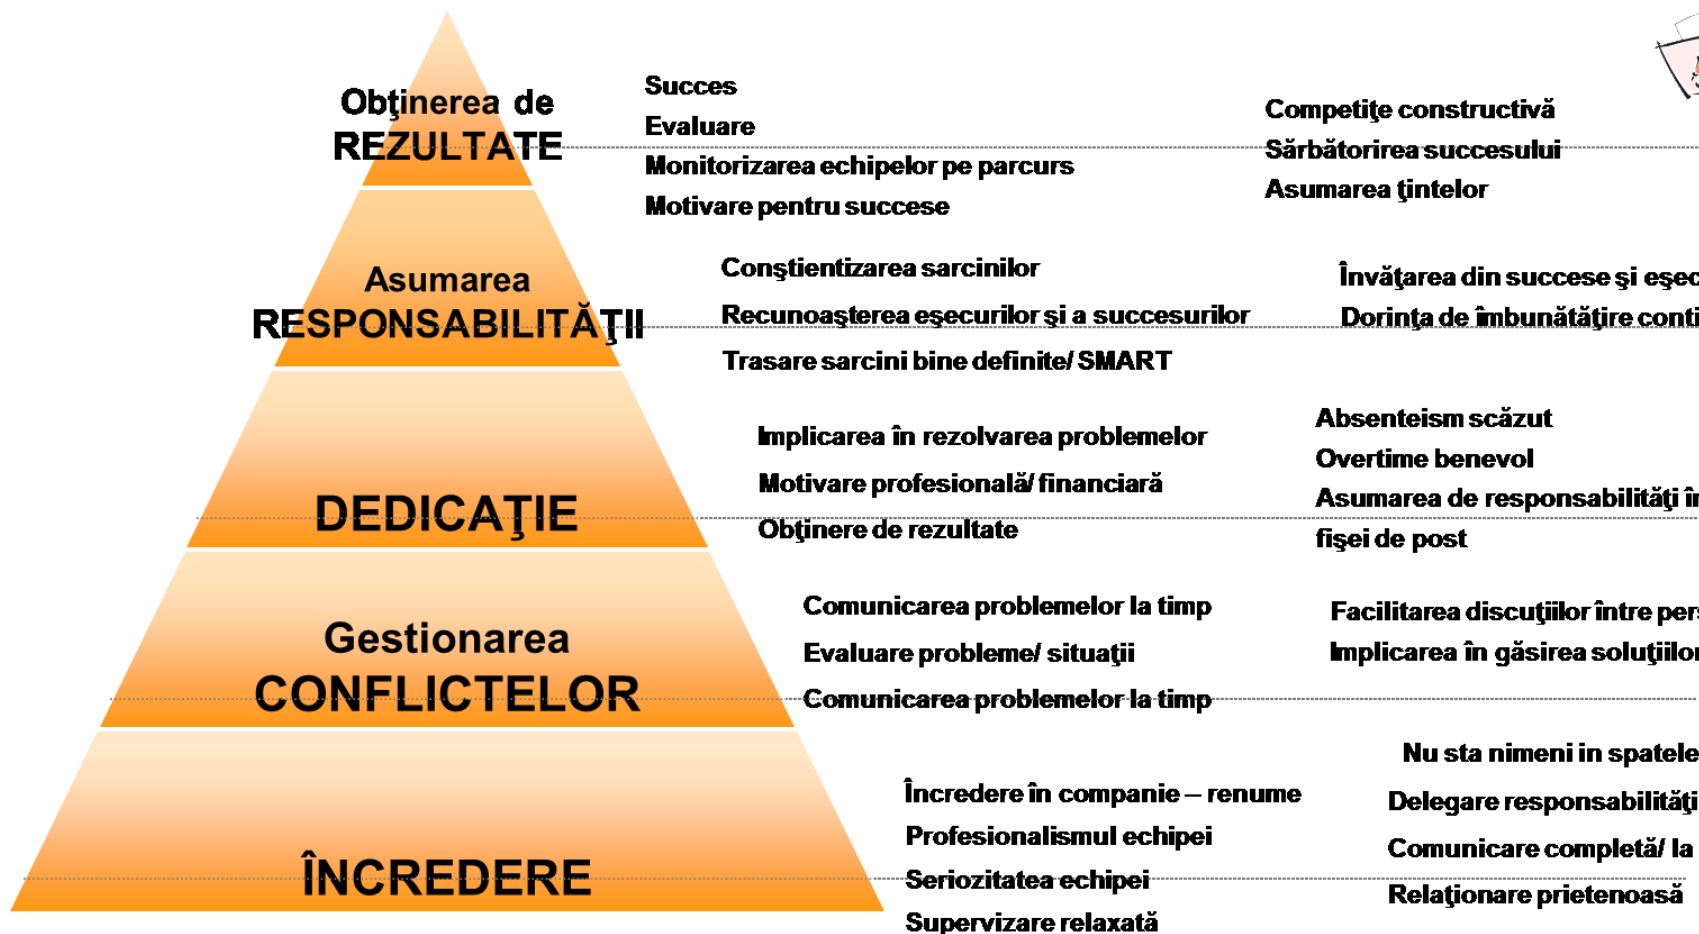 Obţinerea de
REZULTATE
Succes
Evaluare
Monitorizarea echipelor pe parcurs
Motivare pentru succese
Competiţe constructivă
Sărbătorirea succesului
Asumarea ţintelor
Asumarea
RESPONSABILITĂŢII
Conştientizarea sarcinilor
Recunoaşterea eşecurilor şi a succesurilor
Trasare sarcini bine definite/ SMART
Învăţarea din succese şi
Dorinţa de îmbunătăţire
DEDICAŢIE
Implicarea în rezolvarea problemelor
Motivare profesională/ financiară
Obţinere de rezultate
Absenteism scăzut
Overtime benevol
Asumarea de responsabilităţi
fişei de post
Gestionarea
CONFLICTELOR
Comunicarea problemelor la timp
Evaluare probleme/ situaţii
Comunicarea problemelor la timp
Facilitarea discuţiilor între
Implicarea în găsirea soluţiilor
ÎNCREDERE
Încredere în companie – renume
Profesionalismul echipei
Seriozitatea echipei
Supervizare relaxată
Nu sta nimeni in spatele
Delegare responsabilităţi
Comunicare completă/ la
Relaţionare prietenoasă